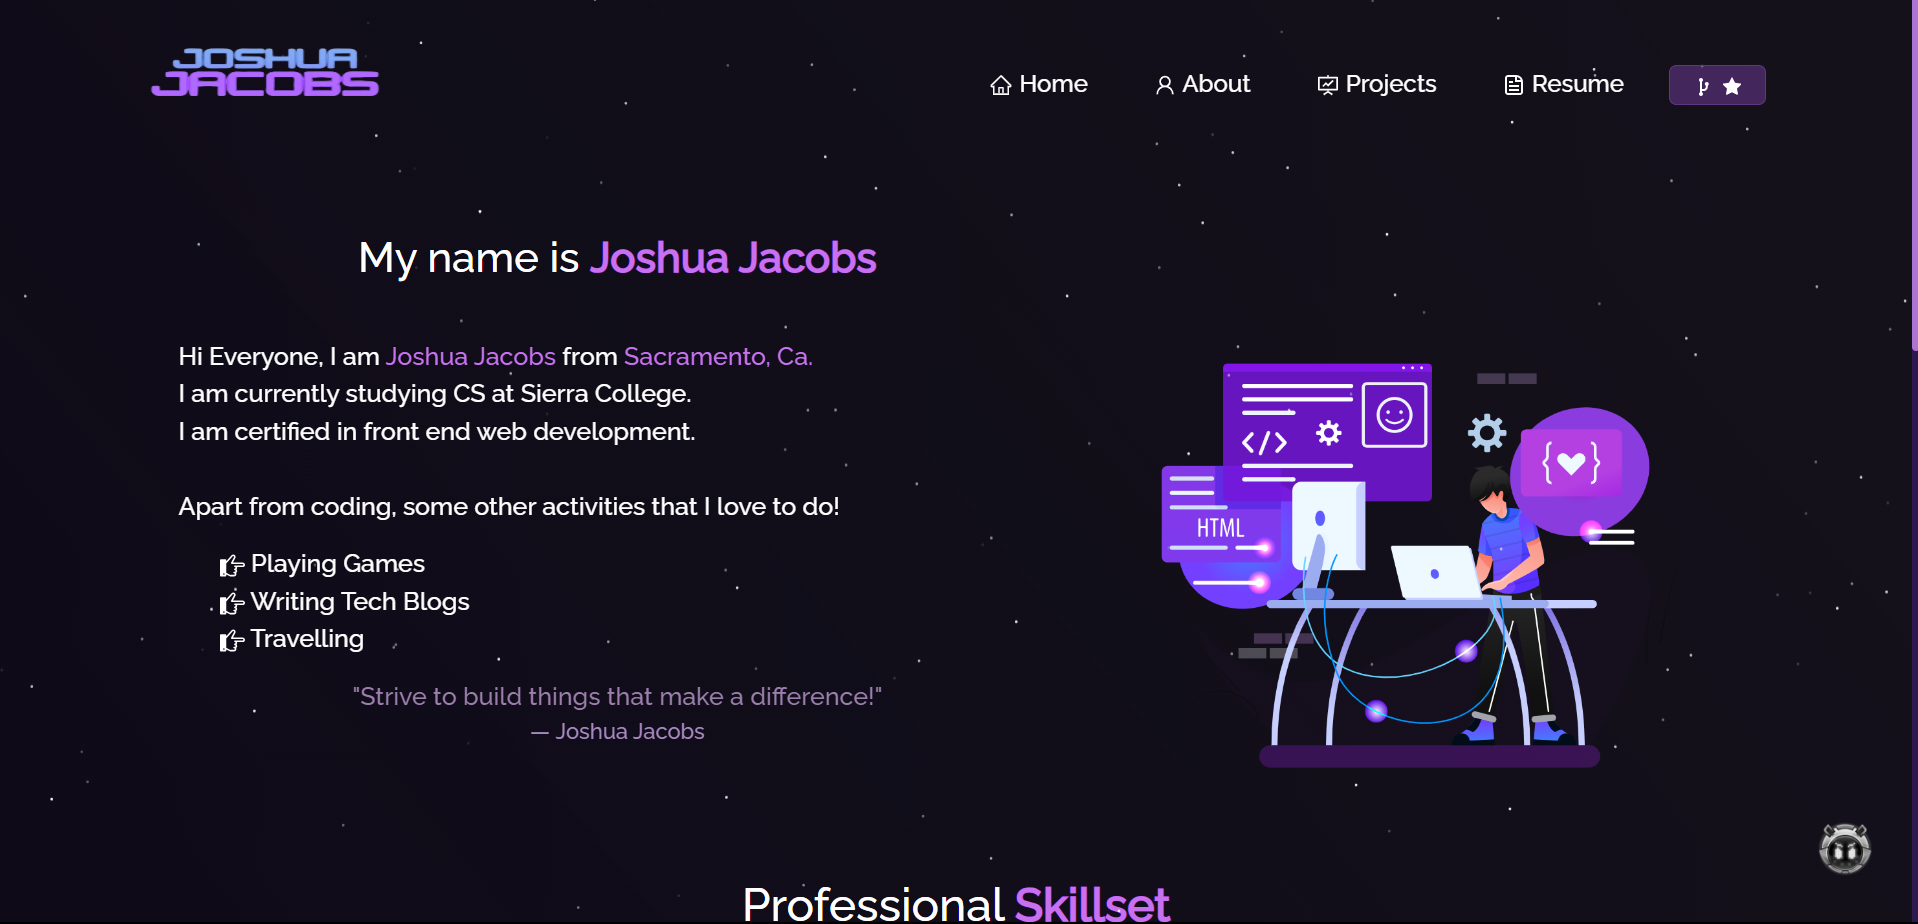 JOSHUA
JACOBS
Home
About
Projects
Resume
My name is Joshua Jacobs
Hi Everyone, I am Joshua Jacobs from Sacramento, Ca.
I am currently studying CS at Sierra College.
I am certified in front end web development.
Apart from coding, some other activities that I love to do!
Playing Games
Writing Tech Blogs
Travelling
"Strive to build things that make a difference!"
— Joshua Jacobs
</>
HTML
Professional Skillset